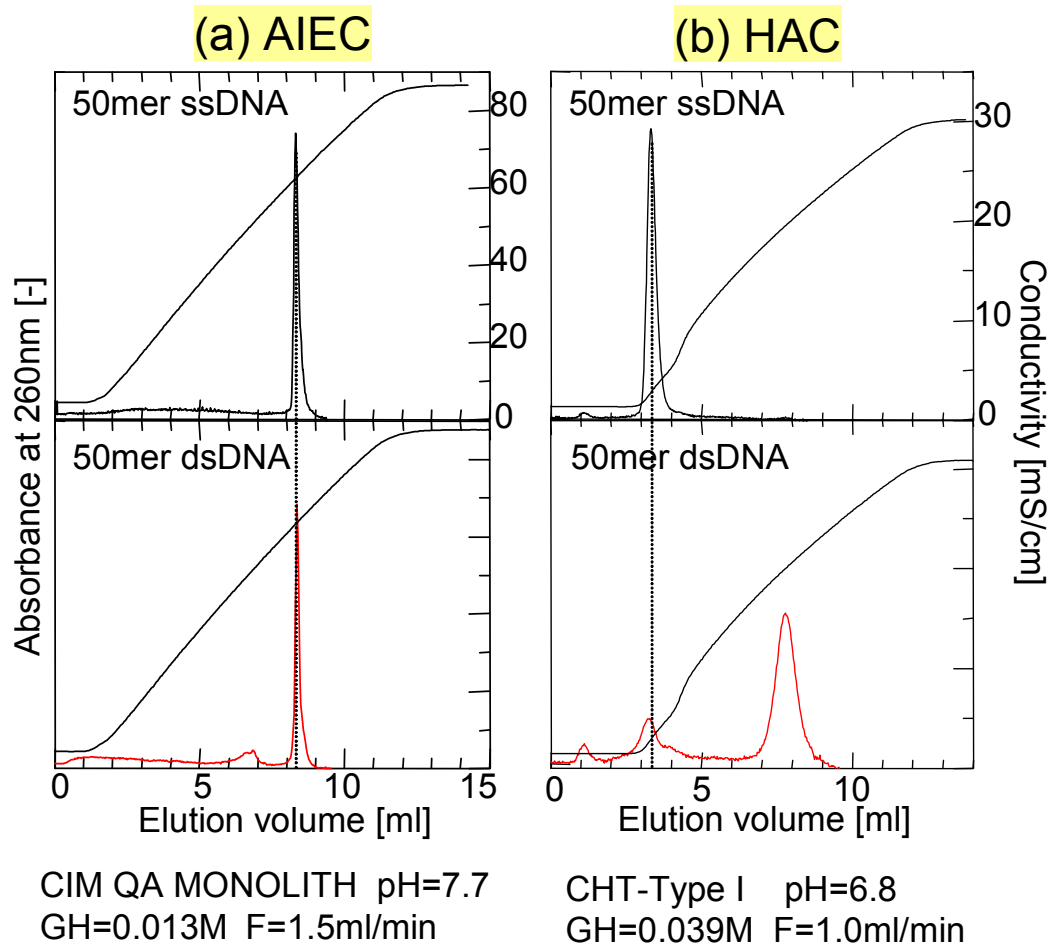 (a) AIEC
(b) HAC
50mer ssDNA
80
60
40
20
0
50mer ssDNA
30
20
10
0
Absorbance at 260nm [-]
Conductivity [mS/cm]
50mer dsDNA
50mer dsDNA
0 5 10 15
0 5 10
Elution volume [ml]
Elution volume [ml]
CIM QA MONOLITH pH=7.7
GH=0.013M F=1.5ml/min
CHT-Type I pH=6.8
GH=0.039M F=1.0ml/min